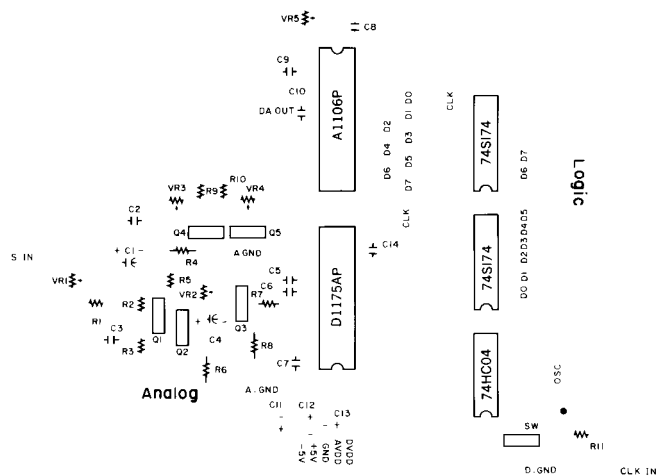 VR5
C8
C9
C10
DA OUT
A1106P
D0
D1
D2
D3
D4
D5
D6
D7
CLK
74S174
D6 D7
Logic
R10
VR3
R9
VR4
C2
Q4
Q5
CLK
C14
74S174
D0 D1 D2 D3 D4 D5
S IN
+ C1 -
R4
A.GND
VR1
R5
VR2
C5
C6
D1175AP
R1
R2
R7
C3
R3
Q1
Q2
+ -
C4
Q3
R8
R6
C7
74HC04
Analog
A.GND
OSC
C11
C12
C13
- + - +
+ -
-5V
+5V
GND
AVDD
DVDD
SW
R11
D.GND
CLK IN